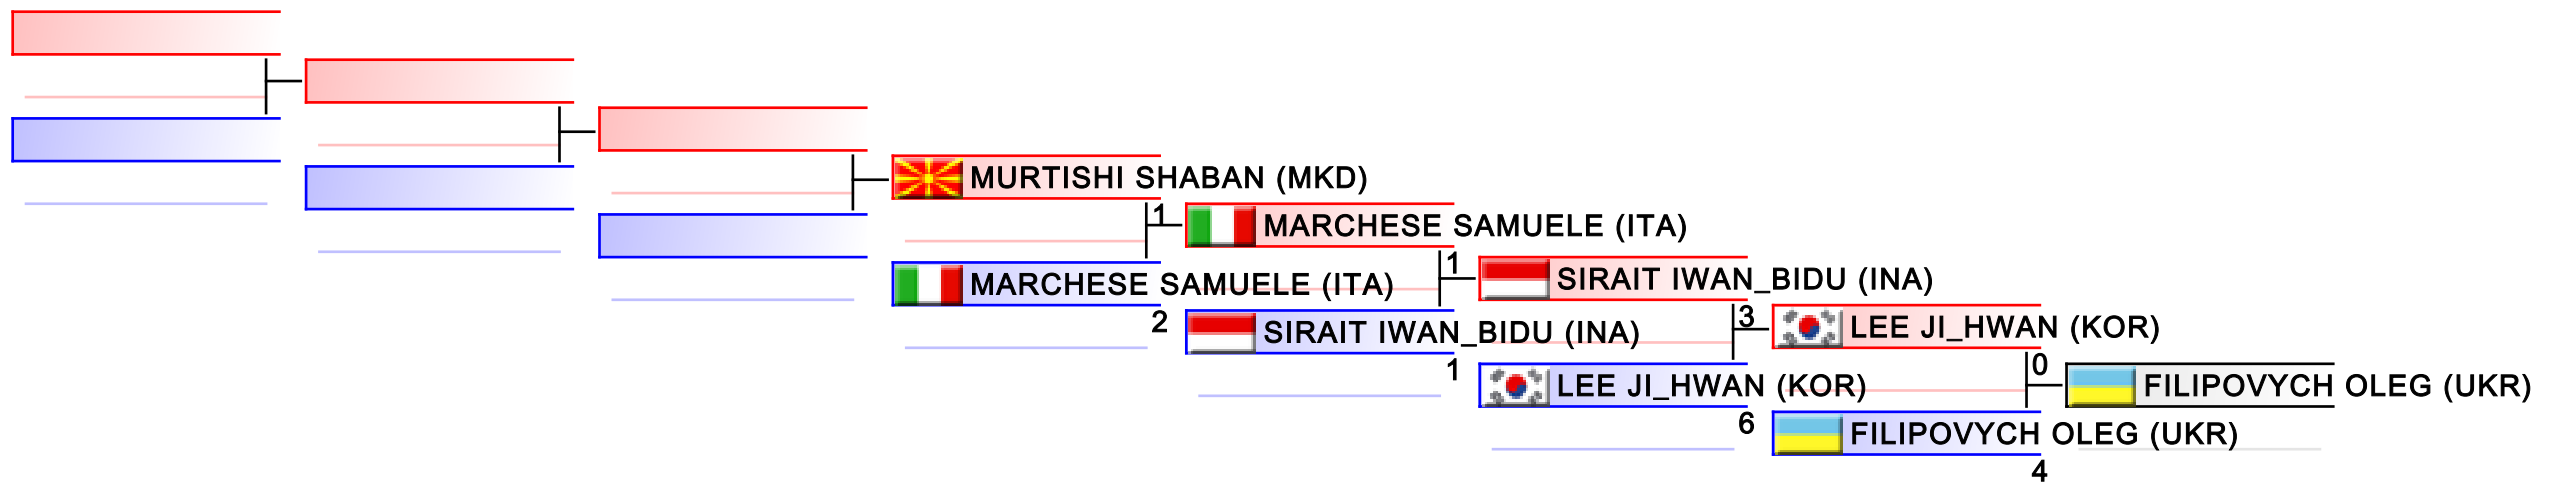 MURTISHI SHABAN (MKD)
1
MARCHESE SAMUELE (ITA)
MARCHESE SAMUELE (ITA)
2
1
SIRAIT IWAN_BIDU (INA)
SIRAIT IWAN_BIDU (INA)
1
3
LEE JI_HWAN (KOR)
LEE JI_HWAN (KOR)
6
0
FILIPOVYCH OLEG (UKR)
FILIPOVYCH OLEG (UKR)
4